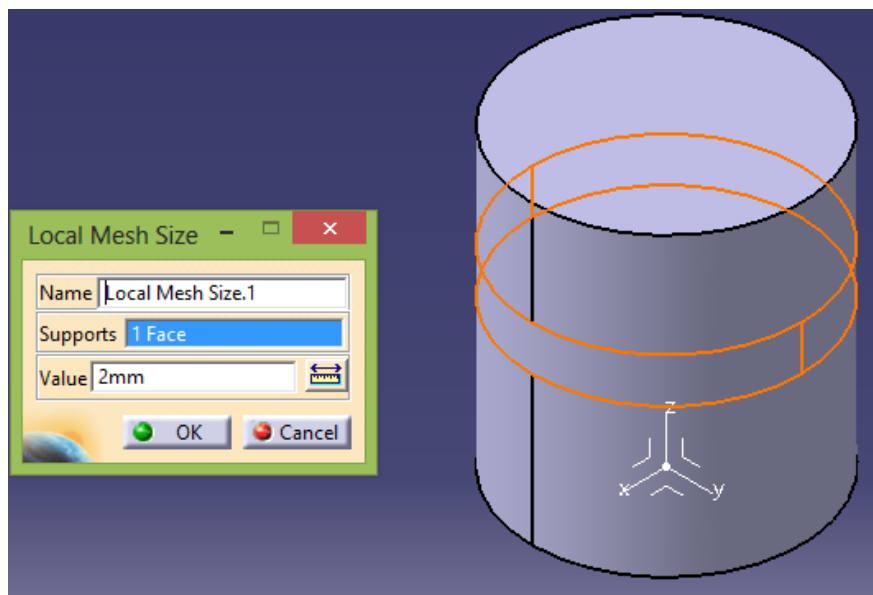 Local Mesh Size
Name Local Mesh Size.1
Supports 1 Face
Value 2mm
OK Cancel
z
x y